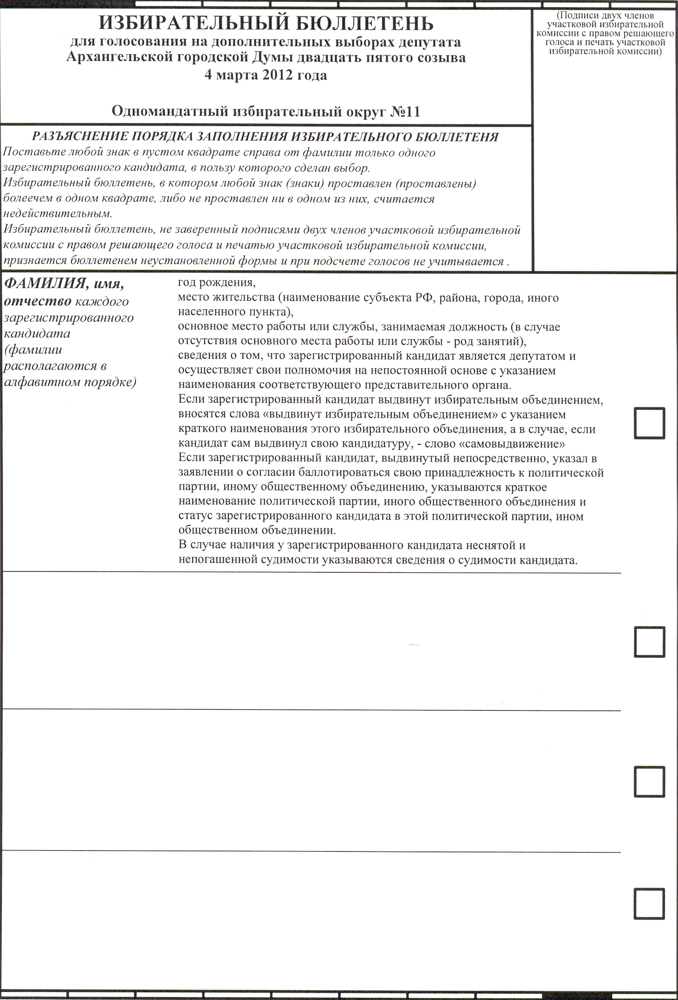 ИЗБИРАТЕЛЬНЫЙ БЮЛЛЕТЕНЬ
для голосования на дополнительных выборах депутата
Архангельской городской Думы двадцать пятого созыва
4 марта 2012 года
Одномандатный избирательный округ №11
(Подписи двух членов
участковой избирательной
комиссии с правом решающего
голоса и печать участковой
избирательной комиссии)
РАЗЪЯСНЕНИЕ ПОРЯДКА ЗАПОЛНЕНИЯ ИЗБИРАТЕЛЬНОГО БЮЛЛЕТЕНЯ
Поставьте любой знак в пустом квадрате справа от фамилии только одного
зарегистрированного кандидата, в пользу которого сделан выбор.
Избирательный бюллетень, в котором любой знак (знаки) проставлен (проставлены)
болеечем в одном квадрате, либо не проставлен ни в одном из них, считается
недействительным.
Избирательный бюллетень, не заверенный подписями двух членов участковой избирательной
комиссии с правом решающего голоса и печатью участковой избирательной комиссии,
признается бюллетенем неустановленной формы и при подсчете голосов не учитывается .
ФАМИЛИЯ, имя,
отчество каждого
зарегистрированного
кандидата
(фамилии
располагаются в
алфавитном порядке)
год рождения,
место жительства (наименование субъекта РФ, района, города, иного
населенного пункта),
основное место работы или службы, занимаемая должность (в случае
отсутствия основного места работы или службы - род занятий),
сведения о том, что зарегистрированный кандидат является депутатом и
осуществляет свои полномочия на непостоянной основе с указанием
наименования соответствующего представительного органа.
Если зарегистрированный кандидат выдвинут избирательным объединением,
вносятся слова «выдвинут избирательным объединением» с указанием
краткого наименования этого избирательного объединения, а в случае, если
кандидат сам выдвинул свою кандидатуру, - слово «самовыдвижение»
Если зарегистрированный кандидат, выдвинутый непосредственно, указал в
заявлении о согласии баллотироваться свою принадлежность к политической
партии, иному общественному объединению, указываются краткое
наименование политической партии, иного общественного объединения и
статус зарегистрированного кандидата в этой политической партии, ином
общественном объединении.
В случае наличия у зарегистрированного кандидата неснятой и
непогашенной судимости указываются сведения о судимости кандидата.